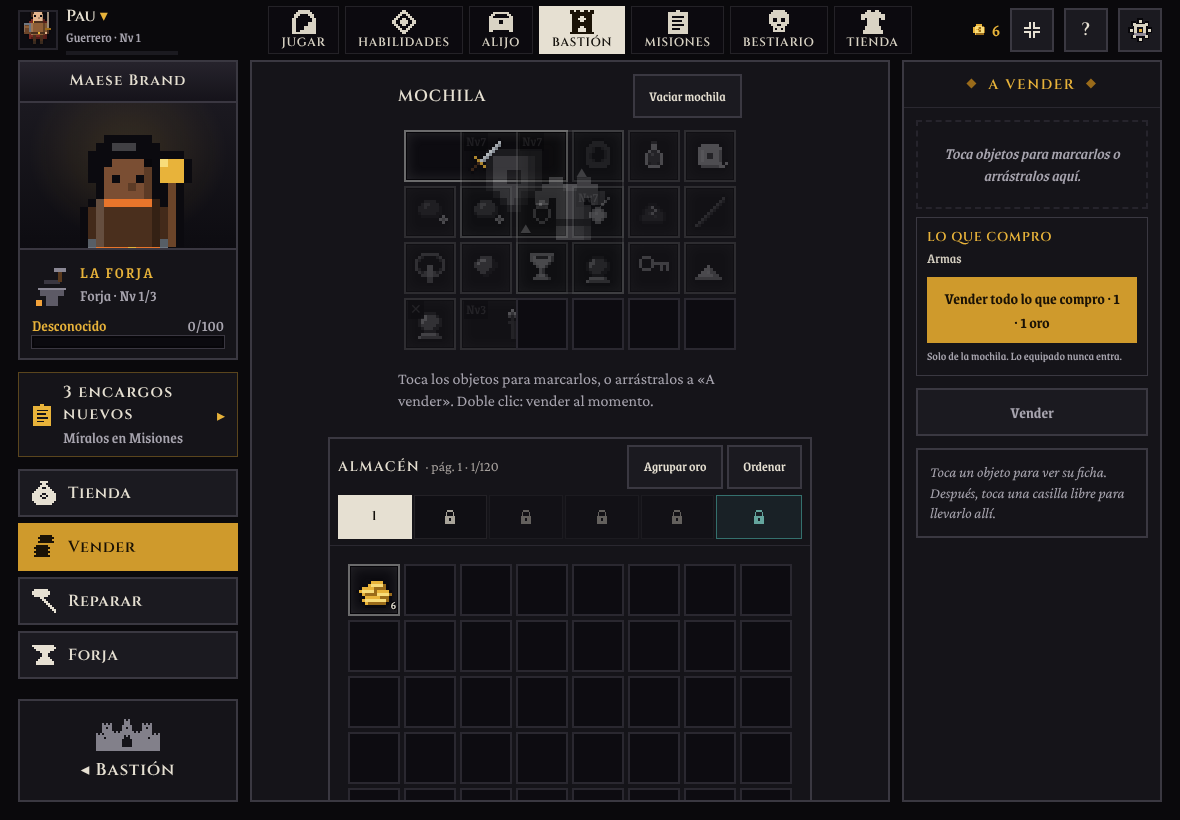 Pau ▼
Guerrero · Nv 1
JUGAR
HABILIDADES
ALIJO
BASTIÓN
MISIONES
BESTIARIO
TIENDA
6
?
Maese Brand
LA FORJA
Forja · Nv 1/3
Desconocido 0/100
3 ENCARGOS NUEVOS
Míralos en Misiones
Tienda
Vender
Reparar
Forja
◂ Bastión
MOCHILA
Vaciar mochila
Nv7
Nv7
Nv3
Toca los objetos para marcarlos, o arrástralos a «A
vender». Doble clic: vender al momento.
ALMACÉN · pág. 1 · 1/120
Agrupar oro
Ordenar
1
6
◆ A VENDER ◆
Toca objetos para marcarlos o
arrástralos aquí.
LO QUE COMPRO
Armas
Vender todo lo que compro · 1
· 1 oro
Solo de la mochila. Lo equipado nunca entra.
Vender
Toca un objeto para ver su ficha.
Después, toca una casilla libre para
llevarlo allí.